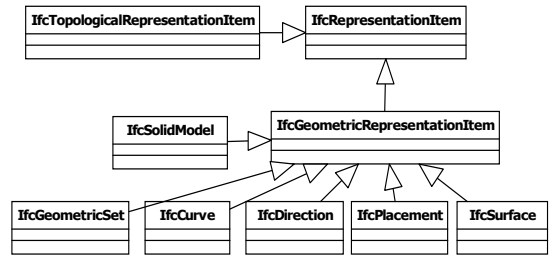 IfcTopologicalRepresentationItem
IfcRepresentationItem
IfcSolidModel
IfcGeometricRepresentationItem
IfcGeometricSet
IfcCurve
IfcDirection
IfcPlacement
IfcSurface